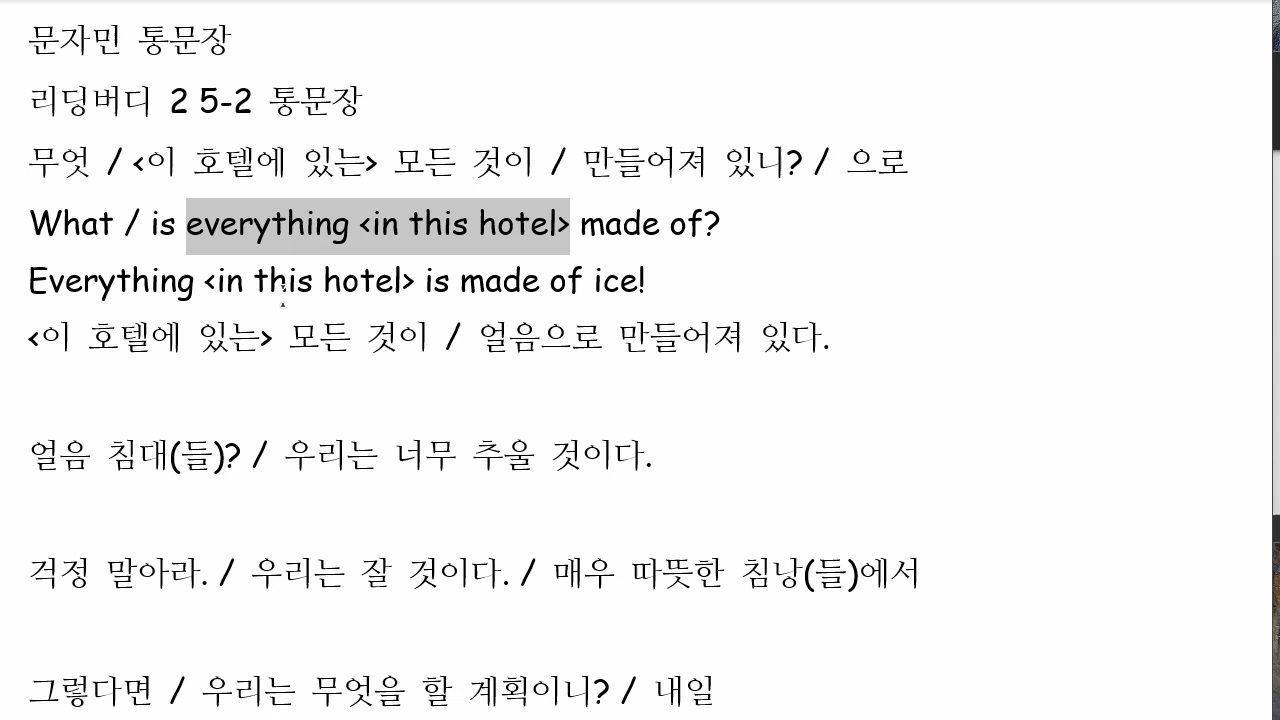 문자민 통문장
리딩버디 2 5-2 통문장
무엇 / <이 호텔에 있는> 모든 것이 / 만들어져 있니? / 으로
What / is everything <in this hotel> made of?
Everything <in this hotel> is made of ice!
<이 호텔에 있는> 모든 것이 / 얼음으로 만들어져 있다.
얼음 침대(들)? / 우리는 너무 추울 것이다.
걱정 말아라. / 우리는 잘 것이다. / 매우 따뜻한 침낭(들)에서
그렇다면 / 우리는 무엇을 할 계획이니? / 내일